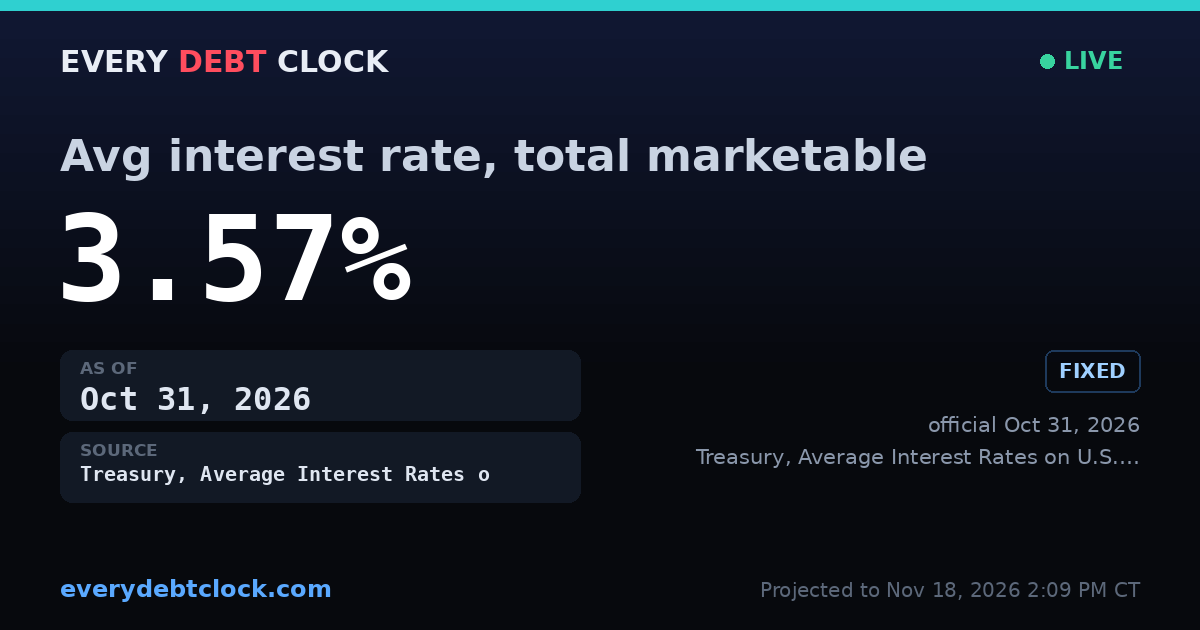 EVERY DEBT CLOCK
LIVE
Avg interest rate, total marketable
3.57%
AS OF
Oct 31, 2026
SOURCE
Treasury, Average Interest Rates o
FIXED
official Oct 31, 2026
Treasury, Average Interest Rates on U.S....
everydebtclock.com
Projected to Nov 18, 2026 2:09 PM CT